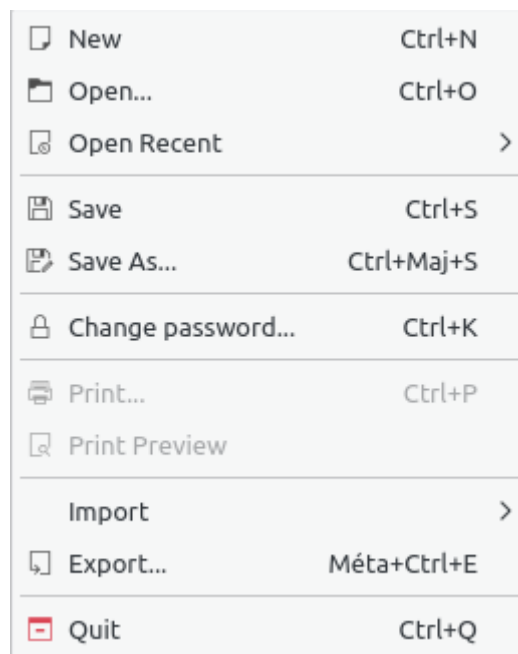 New Ctrl+N
Open... Ctrl+O
Open Recent
Save Ctrl+S
Save As... Ctrl+Maj+S
Change password... Ctrl+K
Print... Ctrl+P
Print Preview
Import
Export... Méta+Ctrl+E
Quit Ctrl+Q